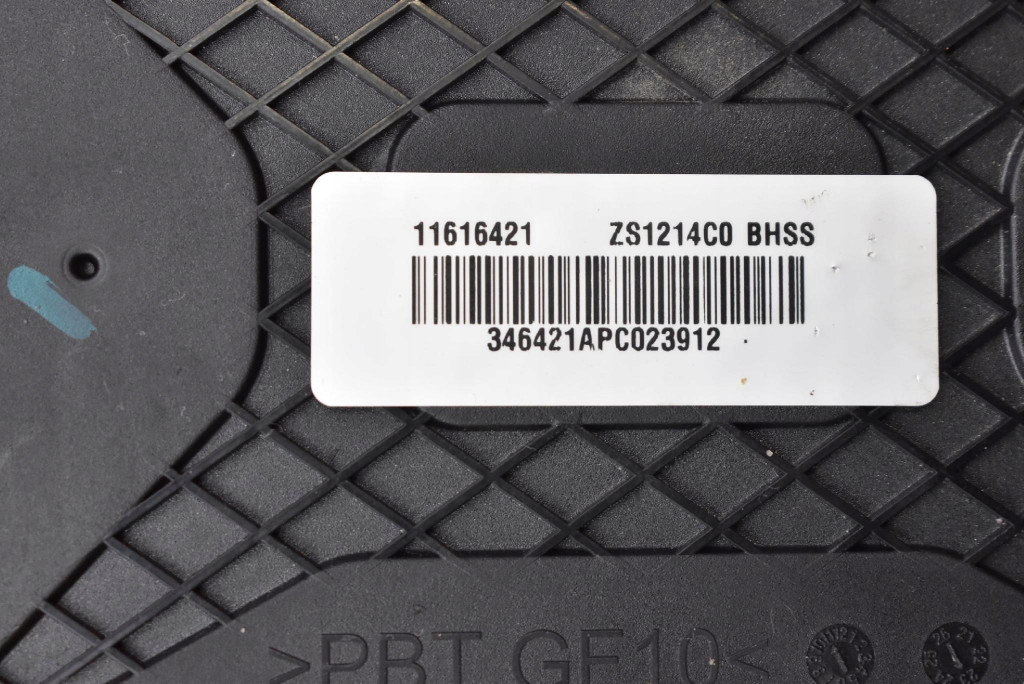 11616421 ZS1214C0 BHSS
346421APC023912
>PBT GF10<